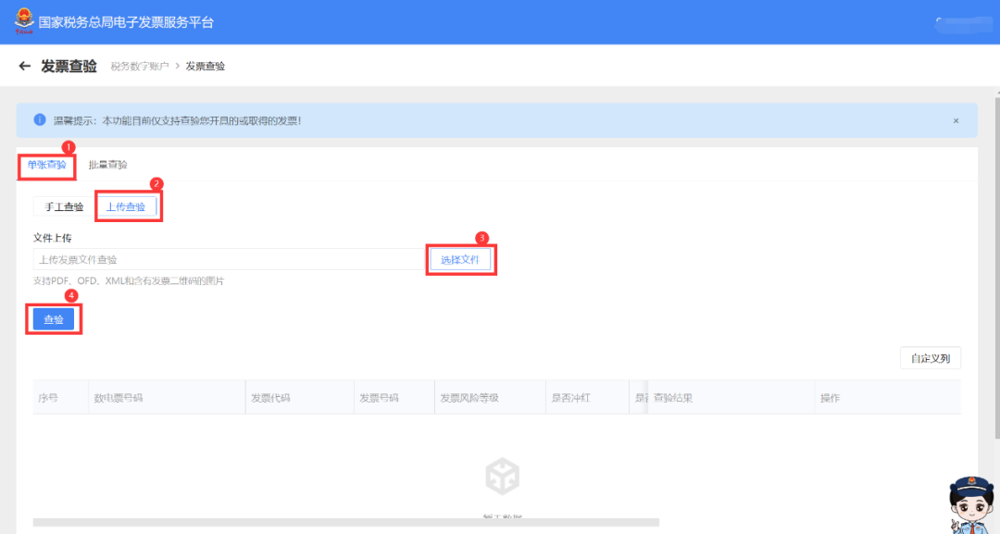 国家税务总局电子发票服务平台
← 发票查验 税务数字账户 > 发票查验
温馨提示：本功能目前仅支持查验您开具的或取得的发票！ ×
1
单张查验 批量查验
2
手工查验 上传查验
文件上传
3
上传发票文件查验 选择文件
支持PDF、OFD、XML和含有发票二维码的图片
4
查验
自定义列
序号 数电票号码 发票代码 发票号码 发票风险等级 是否冲红 是 查验结果 操作